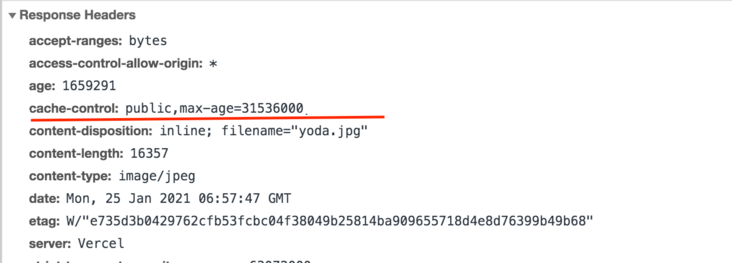 Response Headers
accept-ranges: bytes
access-control-allow-origin: *
age: 1659291
cache-control: public,max-age=31536000
content-disposition: inline; filename="yoda.jpg"
content-length: 16357
content-type: image/jpeg
date: Mon, 25 Jan 2021 06:57:47 GMT
etag: W/"e735d3b0429762cfb53fcbc04f38049b25814ba909655718d4e8d76399b49b68"
server: Vercel